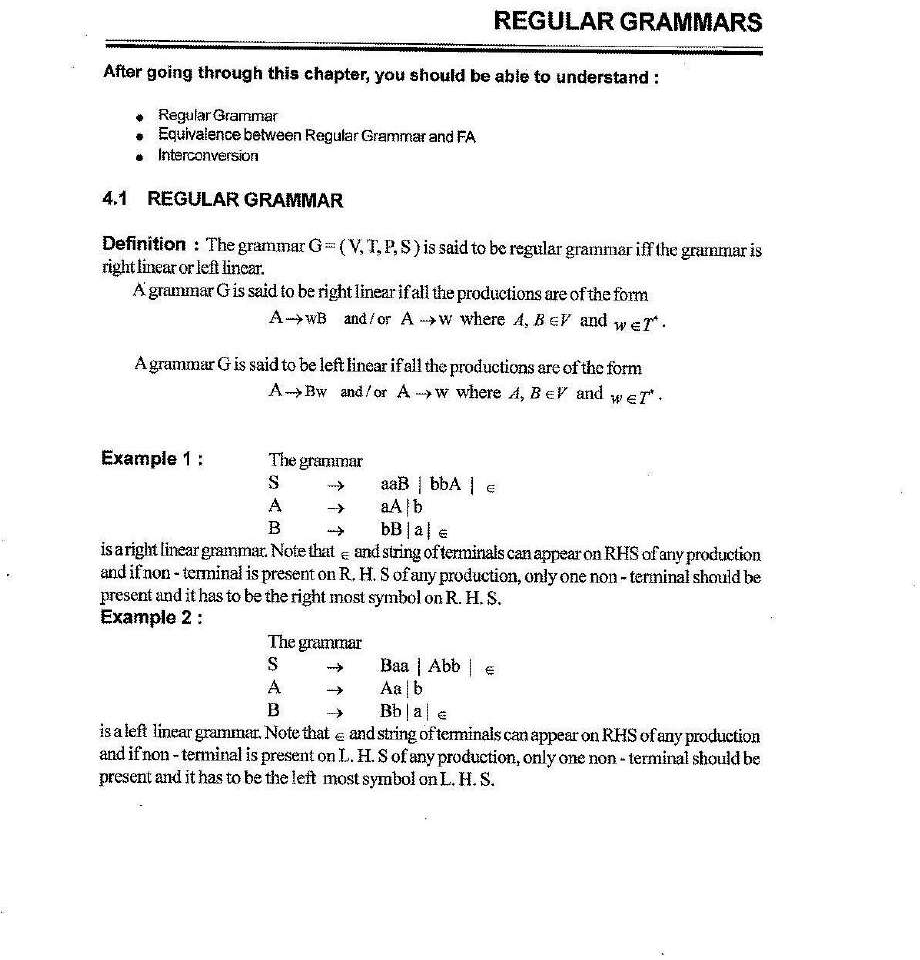 REGULAR GRAMMARS
After going through this chapter, you should be able to understand :
• Regular Grammar
• Equivalence between Regular Grammar and FA
• Interconversion
4.1 REGULAR GRAMMAR
Definition : The grammar G = ( V, T, P, S ) is said to be regular grammar iff the grammar is
right linear or left linear.
A grammar G is said to be right linear if all the productions are of the form
A→wB and / or A → w where A, B ∈V and w ∈T*.
A grammar G is said to be left linear if all the productions are of the form
A→Bw and / or A → w where A, B ∈V and w ∈T*.
Example 1 : The grammar
S → aaB | bbA | ∈
A → aA | b
B → bB | a | ∈
is a right linear grammar. Note that ∈ and string of terminals can appear on RHS of any production
and if non - terminal is present on R. H. S of any production, only one non - terminal should be
present and it has to be the right most symbol on R. H. S.
Example 2 :
The grammar
S → Baa | Abb | ∈
A → Aa | b
B → Bb | a | ∈
is a left linear grammar. Note that ∈ and string of terminals can appear on RHS of any production
and if non - terminal is present on L. H. S of any production, only one non - terminal should be
present and it has to be the left most symbol on L. H. S.